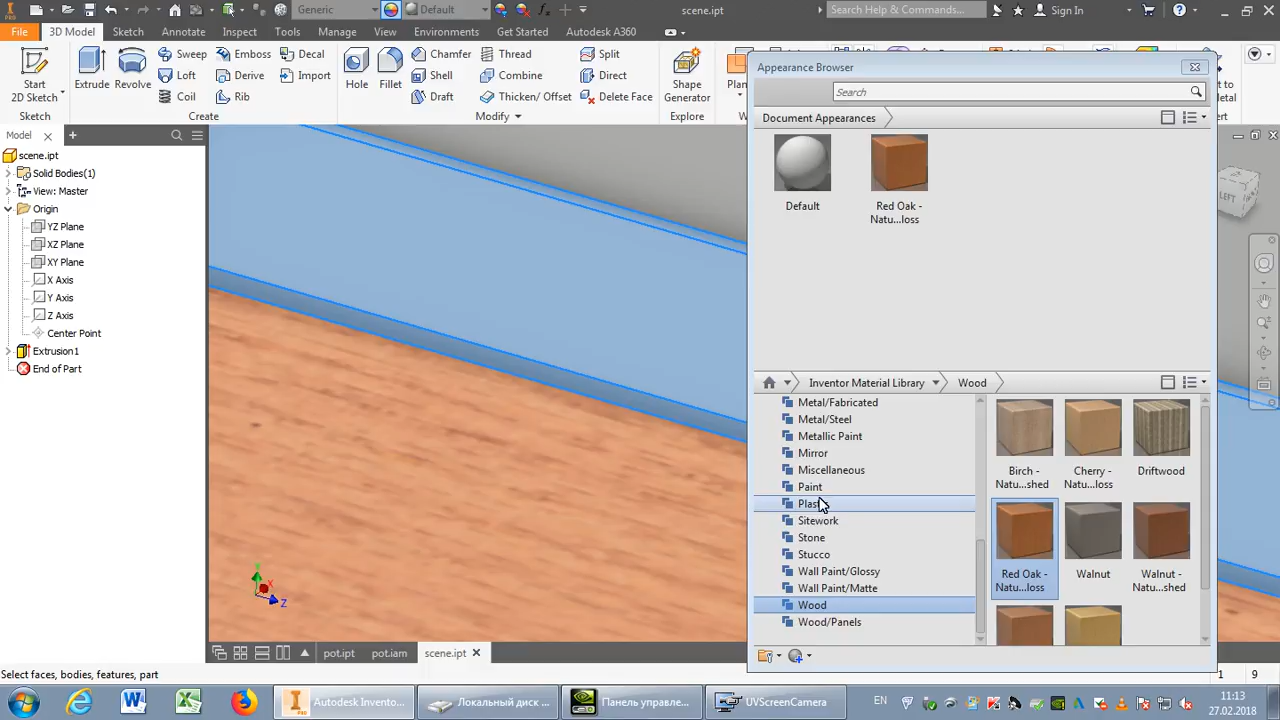 Generic
Default
scene.ipt
Search Help & Commands...
Sign In
File
3D Model
Sketch
Annotate
Inspect
Tools
Manage
View
Environments
Get Started
Autodesk A360
Start
2D Sketch
Extrude
Revolve
Sweep
Loft
Coil
Emboss
Derive
Rib
Decal
Import
Create
Hole
Fillet
Chamfer
Shell
Draft
Thread
Combine
Thicken/ Offset
Split
Direct
Delete Face
Modify
Shape
Generator
Explore
Model
scene.ipt
Solid Bodies(1)
View: Master
Origin
YZ Plane
XZ Plane
XY Plane
X Axis
Y Axis
Z Axis
Center Point
Extrusion1
End of Part
Appearance Browser
Search
Document Appearances
Default
Red Oak -
Natu...loss
Inventor Material Library
Wood
Metal/Fabricated
Metal/Steel
Metallic Paint
Mirror
Miscellaneous
Paint
Sitework
Stone
Stucco
Wall Paint/Glossy
Wall Paint/Matte
Wood
Wood/Panels
Birch -
Natu...shed
Cherry -
Natu...loss
Driftwood
Red Oak -
Natu...loss
Walnut
Walnut -
Natu...shed
LEFT
Y
X
Z
pot.ipt
pot.iam
scene.ipt
Select faces, bodies, features, part
1
9
Autodesk Invento...
Локальный диск ...
Панель управле...
UVScreenCamera
EN
11:13
27.02.2018